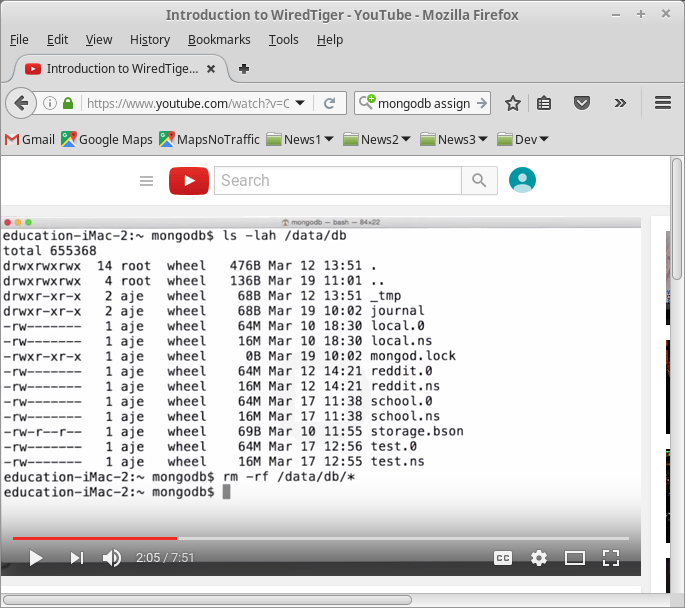 Introduction to WiredTiger - YouTube - Mozilla Firefox
File Edit View History Bookmarks Tools Help
Introduction to WiredTige...
https://www.youtube.com/watch?v=C
mongodb assign
Gmail Google Maps MapsNoTraffic News1 News2 News3 Dev
Search
mongodb — bash — 84×22
education-iMac-2:~ mongodb$ ls -lah /data/db
total 655368
drwxrwxrwx 14 root wheel 476B Mar 12 13:51 .
drwxrwxrwx 4 root wheel 136B Mar 19 11:01 ..
drwxr-xr-x 2 aje wheel 68B Mar 12 13:51 _tmp
drwxr-xr-x 2 aje wheel 68B Mar 19 10:02 journal
-rw------- 1 aje wheel 64M Mar 10 18:30 local.0
-rw------- 1 aje wheel 16M Mar 10 18:30 local.ns
-rwxr-xr-x 1 aje wheel 0B Mar 19 10:02 mongod.lock
-rw------- 1 aje wheel 64M Mar 12 14:21 reddit.0
-rw------- 1 aje wheel 16M Mar 12 14:21 reddit.ns
-rw------- 1 aje wheel 64M Mar 17 11:38 school.0
-rw------- 1 aje wheel 16M Mar 17 11:38 school.ns
-rw-r--r-- 1 aje wheel 69B Mar 10 11:55 storage.bson
-rw------- 1 aje wheel 64M Mar 17 12:56 test.0
-rw------- 1 aje wheel 16M Mar 17 12:55 test.ns
education-iMac-2:~ mongodb$ rm -rf /data/db/*
education-iMac-2:~ mongodb$
2:05 / 7:51
CC